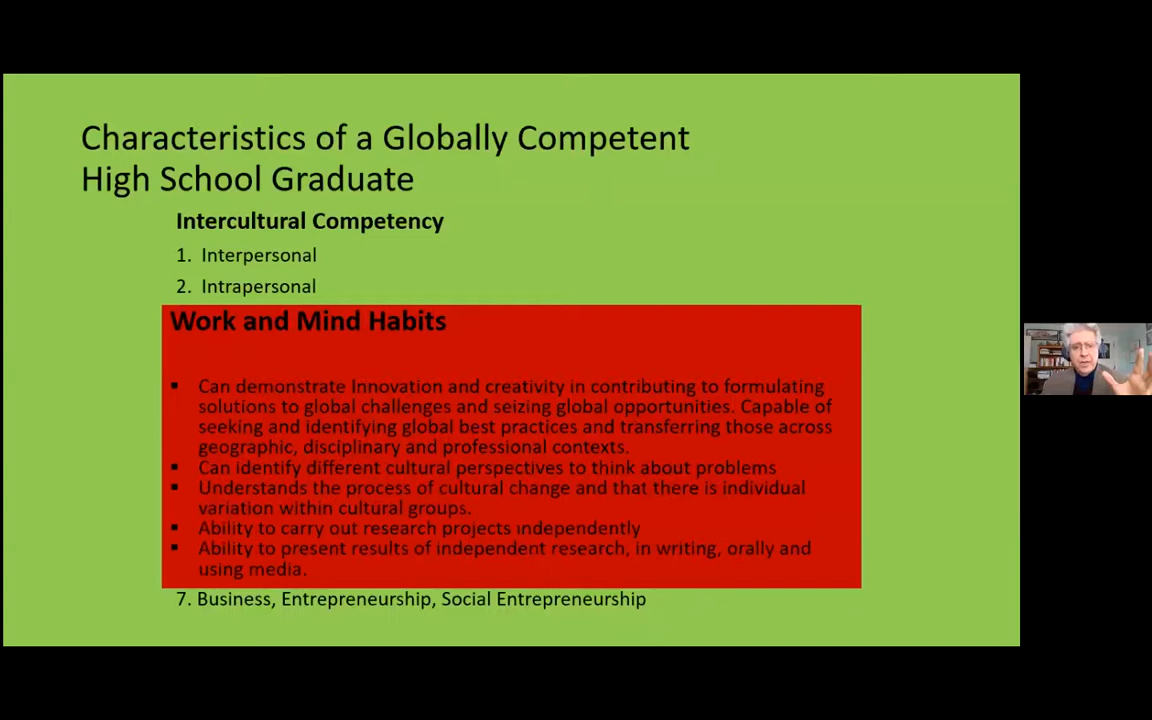 Characteristics of a Globally Competent
High School Graduate
Intercultural Competency
1. Interpersonal
2. Intrapersonal
Work and Mind Habits
▪ Can demonstrate Innovation and creativity in contributing to formulating
solutions to global challenges and seizing global opportunities. Capable of
seeking and identifying global best practices and transferring those across
geographic, disciplinary and professional contexts.
▪ Can identify different cultural perspectives to think about problems
▪ Understands the process of cultural change and that there is individual
variation within cultural groups.
▪ Ability to carry out research projects independently
▪ Ability to present results of independent research, in writing, orally and
using media.
7. Business, Entrepreneurship, Social Entrepreneurship